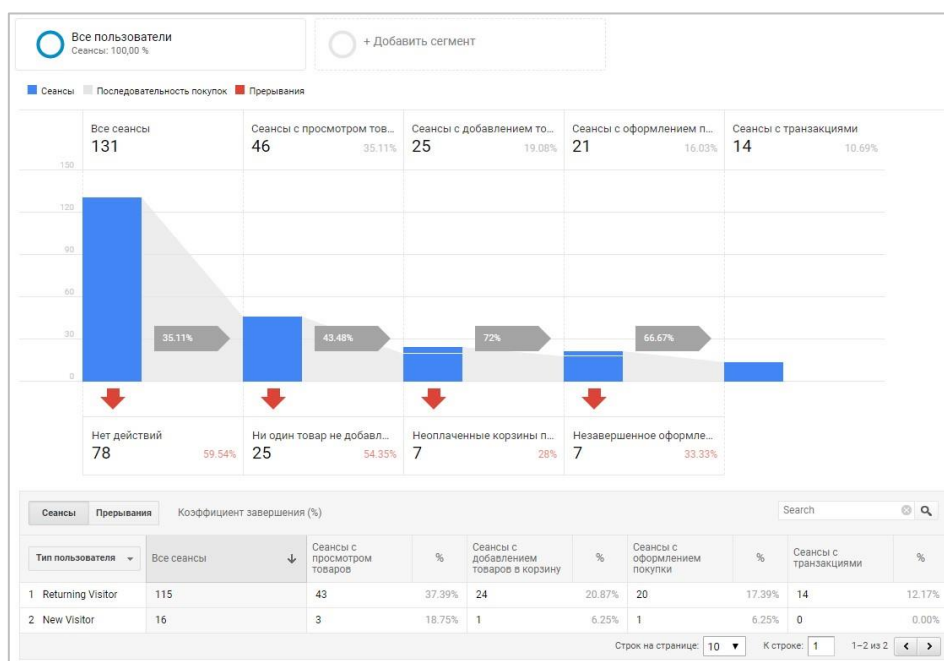 Все пользователи
Сеансы: 100,00 %
+ Добавить сегмент
Сеансы Последовательность покупок Прерывания
Все сеансы
131
Сеансы с просмотром тов...
46 35.11%
Сеансы с добавлением то...
25 19.08%
Сеансы с оформлением п...
21 16.03%
Сеансы с транзакциями
14 10.69%
150
120
90
60
30
0
35.11% 43.48% 72% 66.67%
Нет действий
78 59.54%
Ни один товар не добавл...
25 54.35%
Неоплаченные корзины п...
7 28%
Незавершенное оформле...
7 33.33%
Сеансы Прерывания Коэффициент завершения (%) Search
Тип пользователя Все сеансы
Сеансы с
просмотром
товаров
%
Сеансы с
добавлением
товаров в корзину
%
Сеансы с
оформлением
покупки
%
Сеансы с
транзакциями
%
1 Returning Visitor 115 43 37.39% 24 20.87% 20 17.39% 14 12.17%
2 New Visitor 16 3 18.75% 1 6.25% 1 6.25% 0 0.00%
Строк на странице: 10 К строке: 1 1–2 из 2